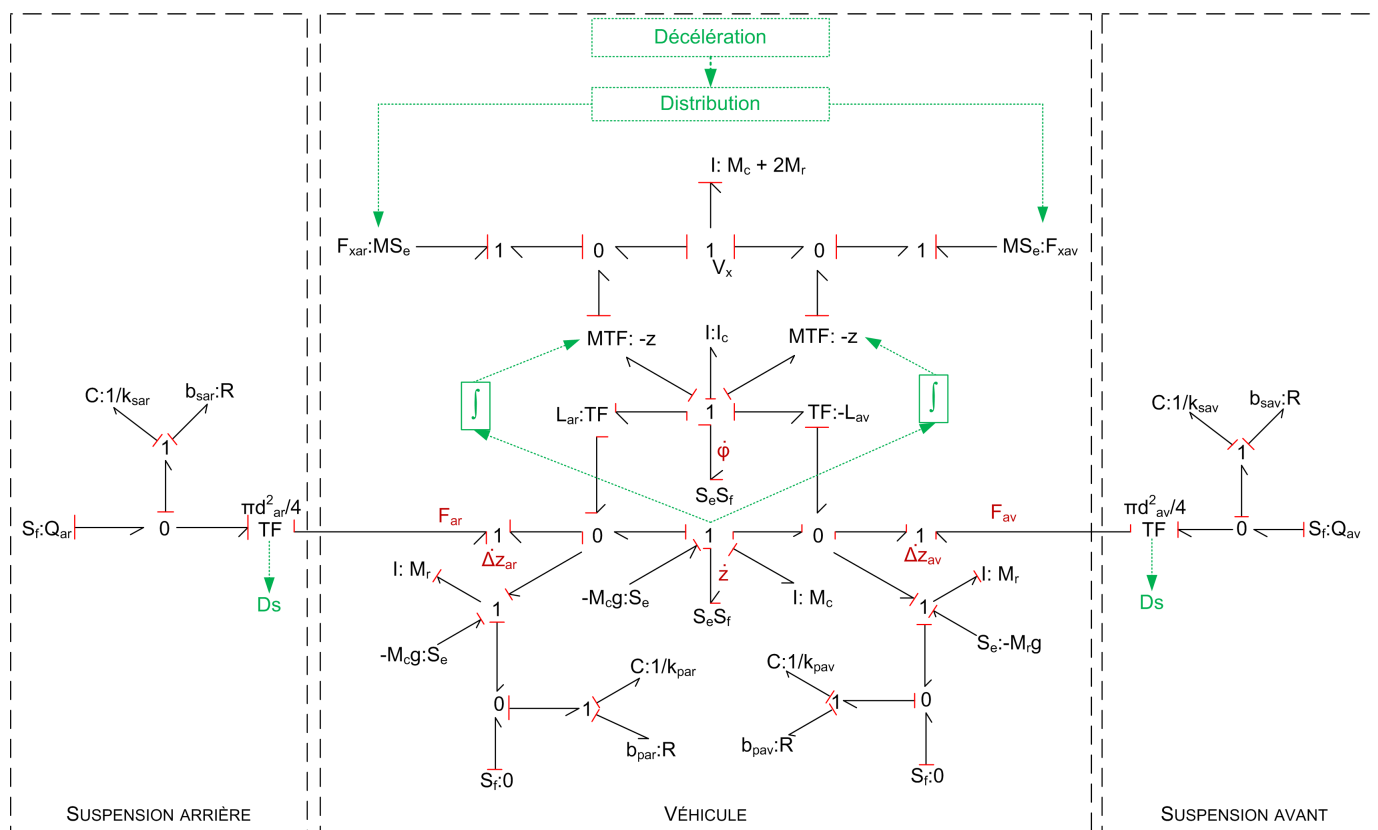 Décélération
Distribution
I: Mc + 2Mr
Fxar:MSe
1
0
1
0
1
MSe:Fxav
Vx
MTF: -z
I:Ic
MTF: -z
∫
∫
C:1/ksar
bsar:R
C:1/ksav
bsav:R
Lar:TF
1
TF:-Lav
1
1
φ̇
SeSf
πd²ar/4
πd²av/4
Far
Fav
Sf:Qar
0
TF
1
0
1
0
1
TF
0
Sf:Qav
Δ̇zar
ż
Δ̇zav
I: Mr
-Mcg:Se
I: Mc
I: Mr
Ds
Ds
1
SeSf
1
-Mcg:Se
Se:-Mrg
C:1/kpar
C:1/kpav
0
1
1
0
bpar:R
bpav:R
Sf:0
Sf:0
SUSPENSION ARRIÈRE
VÉHICULE
SUSPENSION AVANT